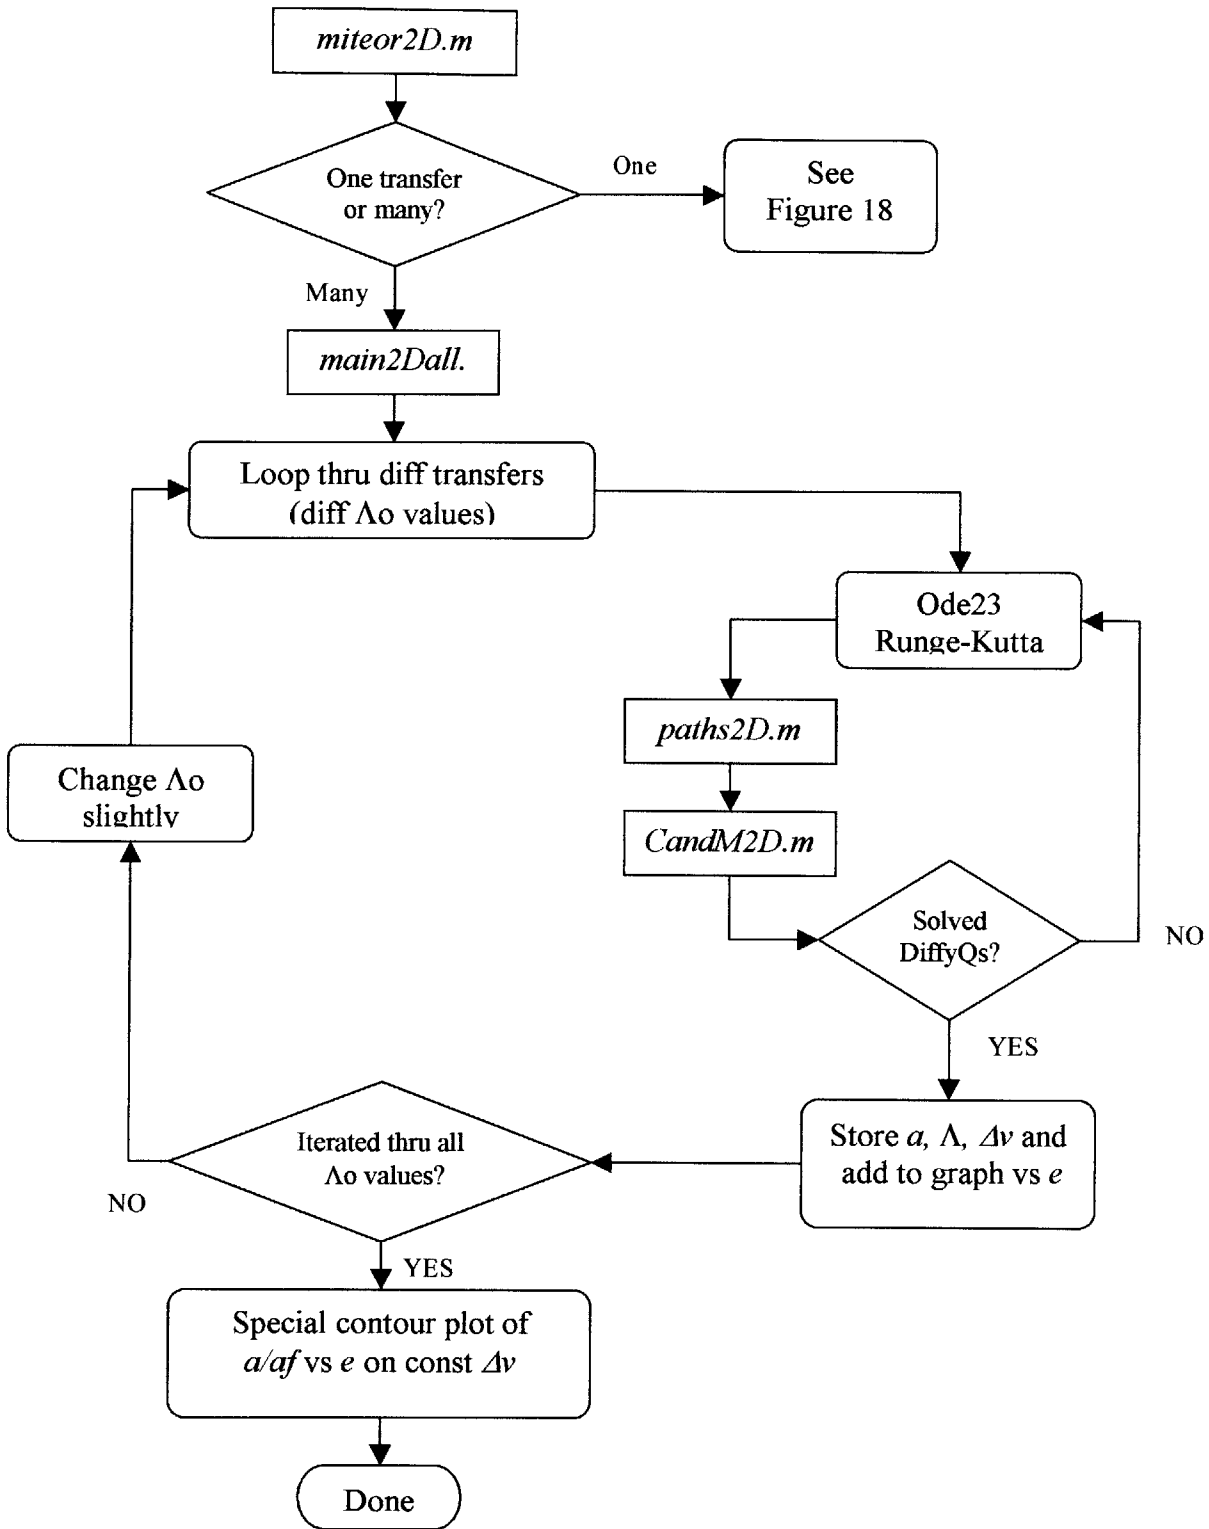 miteor2D.m
One transfer
or many?
One
See
Figure 18
Many
main2Dall.
Loop thru diff transfers
(diff Λo values)
Ode23
Runge-Kutta
paths2D.m
Change Λo
slightly
CandM2D.m
Solved
DiffyQs?
NO
YES
Store a, Λ, Δv and
add to graph vs e
Iterated thru all
Λo values?
NO
YES
Special contour plot of
a/af vs e on const Δv
Done